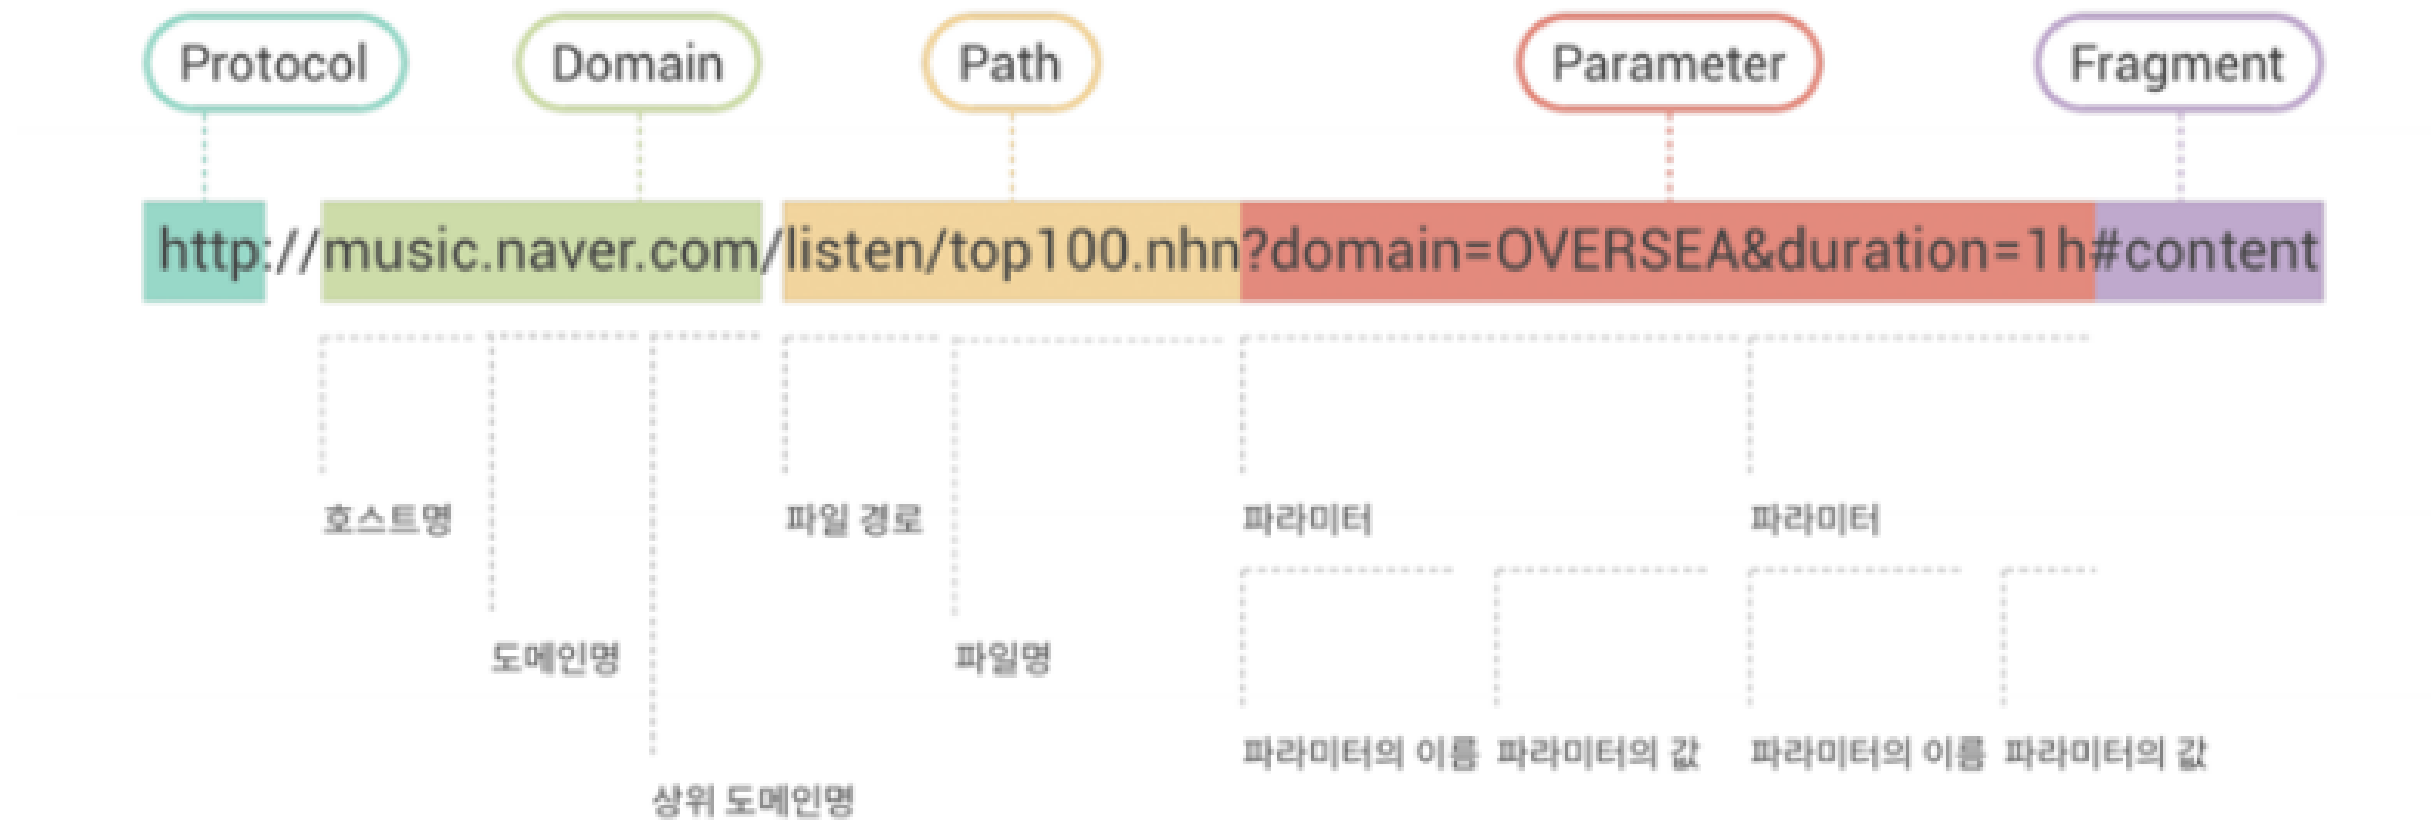 Protocol Domain Path Parameter Fragment
http://music.naver.com/listen/top100.nhn?domain=OVERSEA&duration=1h#content
호스트명 파일 경로 파라미터 파라미터
도메인명 파일명
파라미터의 이름 파라미터의 값 파라미터의 이름 파라미터의 값
상위 도메인명